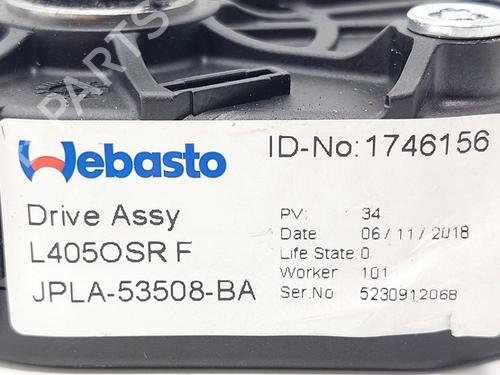 PARTS
Webasto
ID-No:1746156
Drive Assy
L405OSR F
JPLA-53508-BA
PV: 34
Date 06/11/2018
Life State:0
Worker 101
Ser.No 5230912068